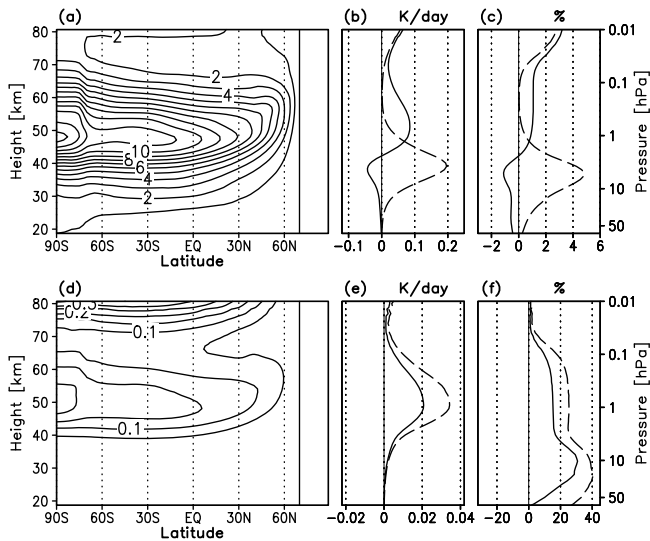 (a) (b) K/day (c) %
80 70 60 50 40 30 20
Height [km]
2 2 4 10 8 6 4 2
0.01 0.1 1 10 50
Pressure [hPa]
90S 60S 30S EQ 30N 60N
Latitude
-0.1 0 0.1 0.2
-2 0 2 4 6
(d) (e) K/day (f) %
80 70 60 50 40 30 20
Height [km]
0.3 0.2 0.1 0.1
0.01 0.1 1 10 50
Pressure [hPa]
90S 60S 30S EQ 30N 60N
Latitude
-0.02 0 0.02 0.04
-20 0 20 40